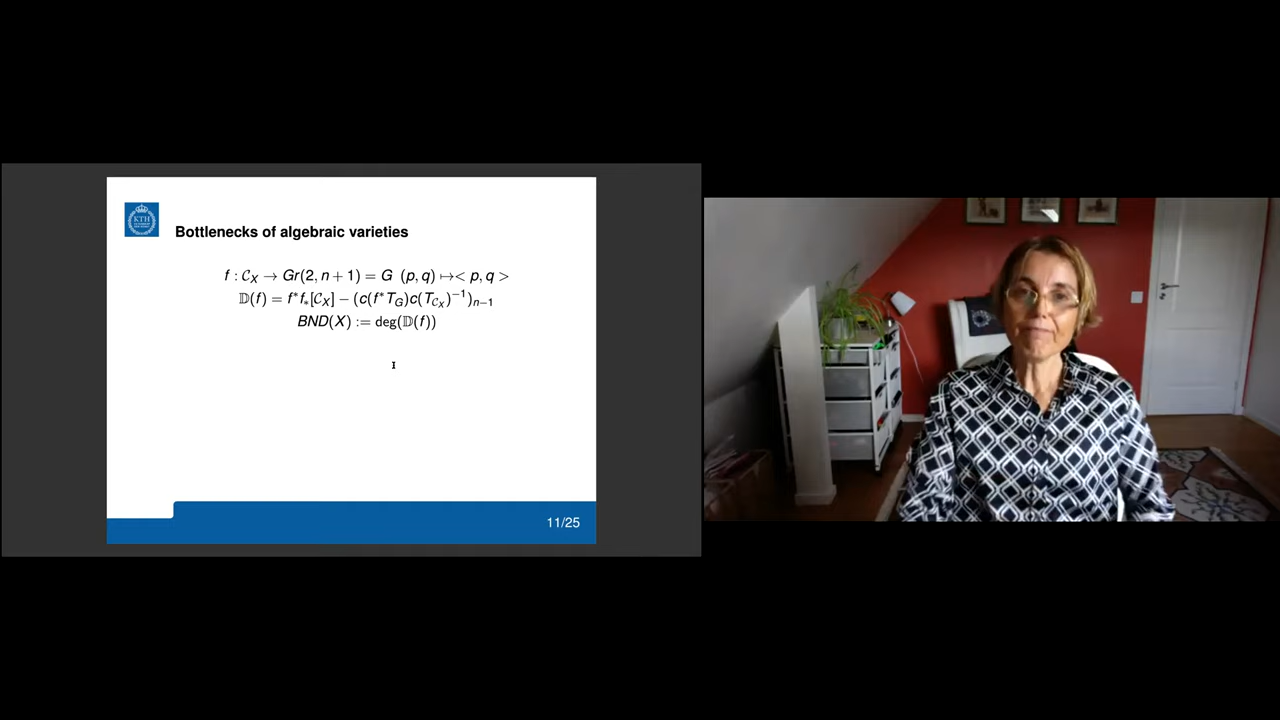 KTH
Bottlenecks of algebraic varieties
f : 𝒞_X → Gr(2, n + 1) = G (p, q) ↦< p, q >
𝔻(f) = f*f_*[𝒞_X] − (c(f*T_G)c(T_{𝒞_X})^{−1})_{n−1}
BND(X) := deg(𝔻(f))
11/25